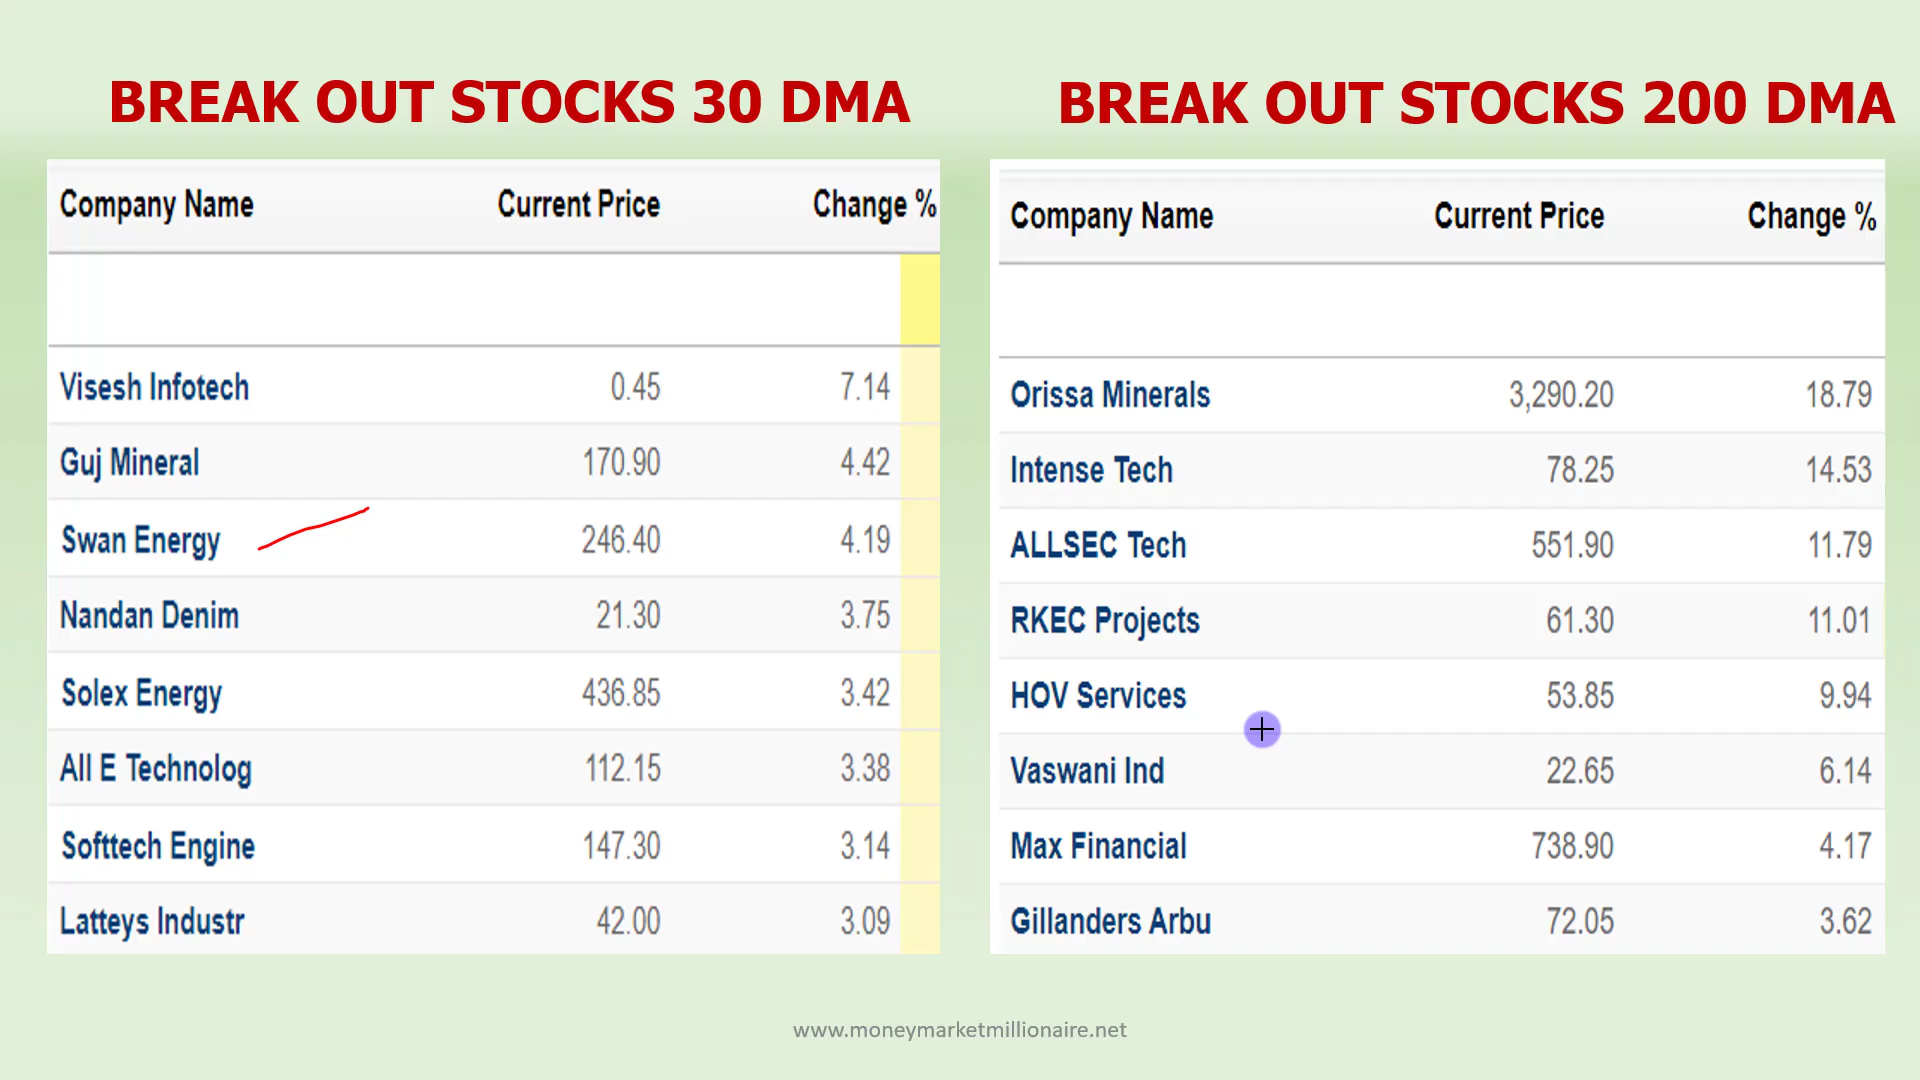 BREAK OUT STOCKS 30 DMA
Company Name Current Price Change %
Visesh Infotech 0.45 7.14
Guj Mineral 170.90 4.42
Swan Energy 246.40 4.19
Nandan Denim 21.30 3.75
Solex Energy 436.85 3.42
All E Technolog 112.15 3.38
Softtech Engine 147.30 3.14
Latteys Industr 42.00 3.09
BREAK OUT STOCKS 200 DMA
Company Name Current Price Change %
Orissa Minerals 3,290.20 18.79
Intense Tech 78.25 14.53
ALLSEC Tech 551.90 11.79
RKEC Projects 61.30 11.01
HOV Services 53.85 9.94
Vaswani Ind 22.65 6.14
Max Financial 738.90 4.17
Gillanders Arbu 72.05 3.62
www.moneymarketmillionaire.net